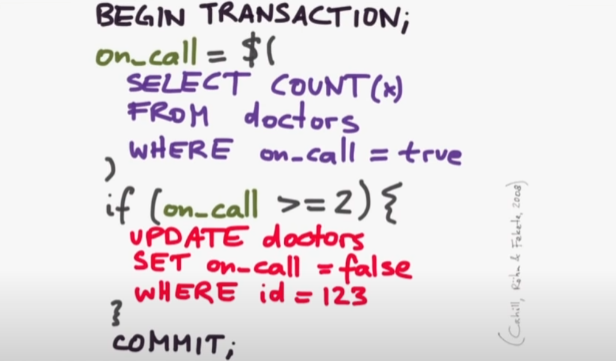 BEGIN TRANSACTION;
on_call = $(
SELECT COUNT(*)
FROM doctors
WHERE on_call = true
)
if (on_call >= 2) {
UPDATE doctors
SET on_call = false
WHERE id = 123
}
COMMIT;
(Cahill, Röhm & Fekete, 2008)